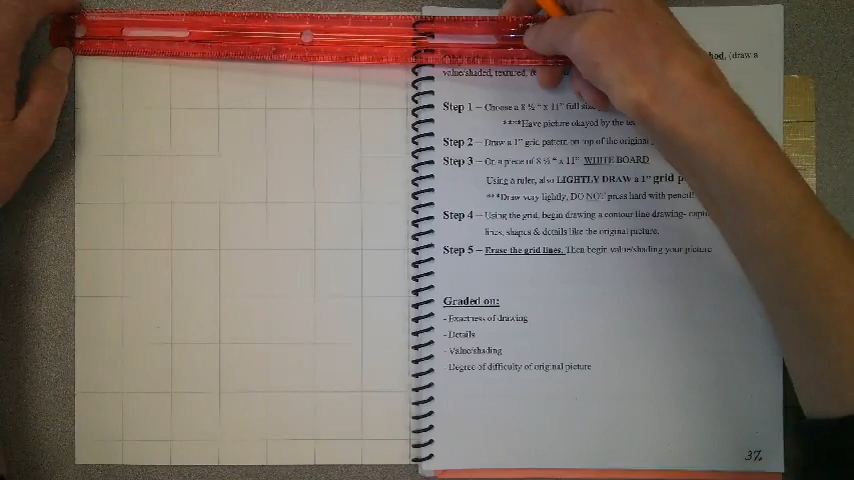 hod, (draw a
value/shaded, textured,
Step 1 – Choose a 8 ½ " x 11" full
****Have picture okayed by the
Step 2 – Draw a 1" grid pattern on top of the original
Step 3 – On a piece of 8 ½ " x 11" WHITE BOARD
Using a ruler, also LIGHTLY DRAW a 1" grid p
***Draw very lightly, DO NOT press hard with pencil!
Step 4 – Using the grid, begin drawing a contour line drawing- captu
lines, shapes & details like the original picture.
Step 5 – Erase the grid lines. Then begin value/shading your picture
Graded on:
- Exactness of drawing
- Details
- Value/shading
- Degree of difficulty of original picture
37.